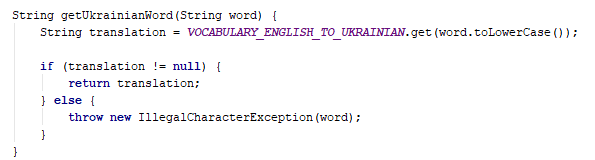 String getUkrainianWord(String word) {
    String translation = VOCABULARY_ENGLISH_TO_UKRAINIAN.get(word.toLowerCase());

    if (translation != null) {
        return translation;
    } else {
        throw new IllegalCharacterException(word);
    }
}